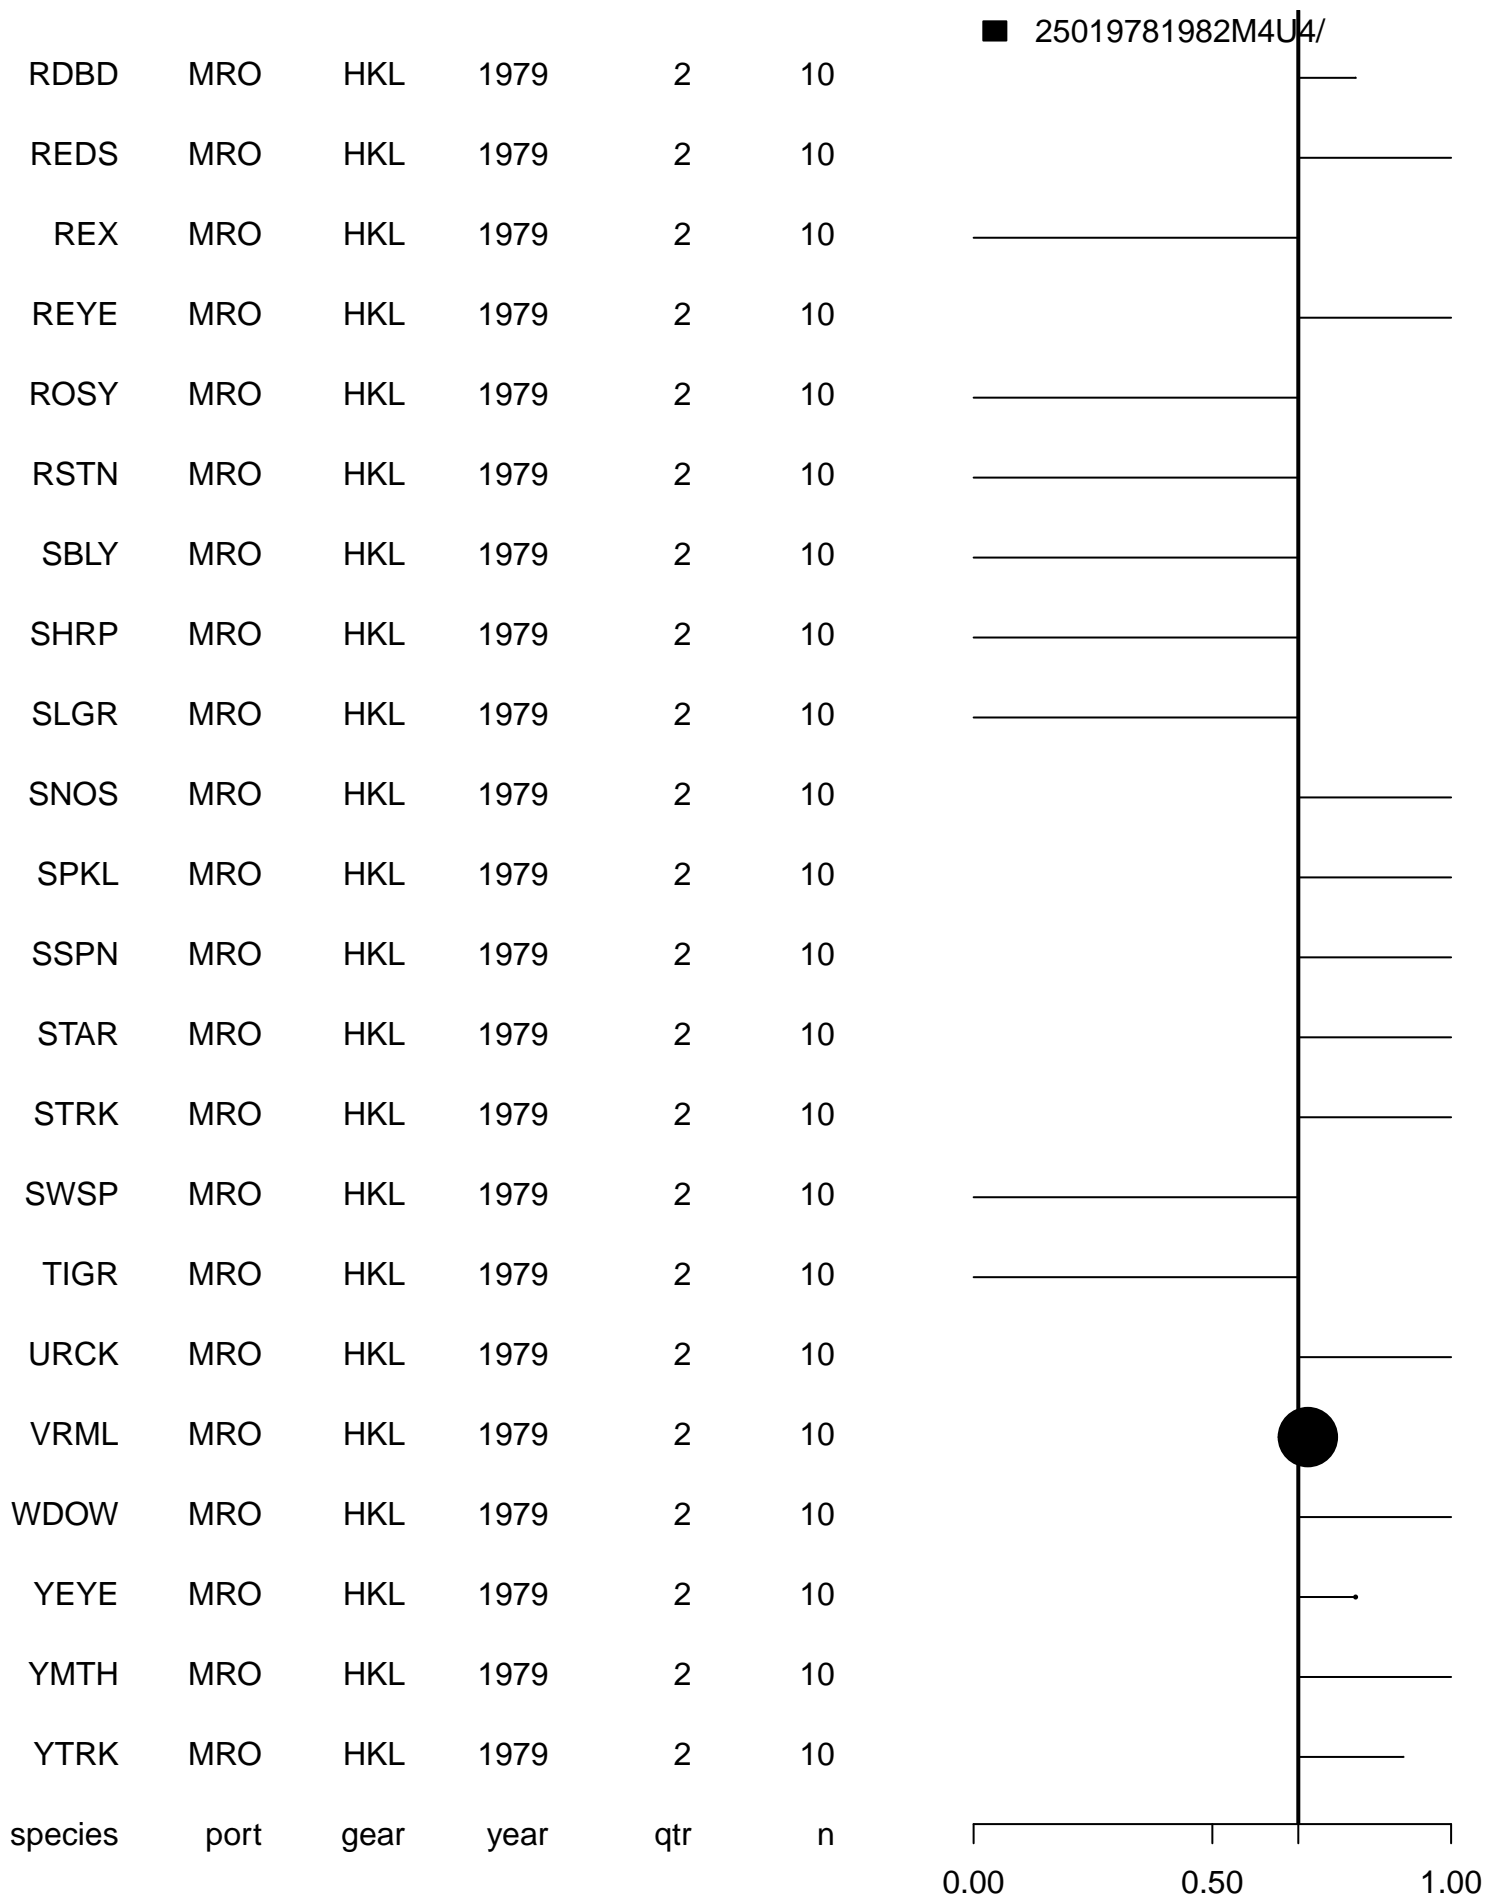 25019781982M4U4/
RDBD MRO HKL 1979 2 10
REDS MRO HKL 1979 2 10
REX MRO HKL 1979 2 10
REYE MRO HKL 1979 2 10
ROSY MRO HKL 1979 2 10
RSTN MRO HKL 1979 2 10
SBLY MRO HKL 1979 2 10
SHRP MRO HKL 1979 2 10
SLGR MRO HKL 1979 2 10
SNOS MRO HKL 1979 2 10
SPKL MRO HKL 1979 2 10
SSPN MRO HKL 1979 2 10
STAR MRO HKL 1979 2 10
STRK MRO HKL 1979 2 10
SWSP MRO HKL 1979 2 10
TIGR MRO HKL 1979 2 10
URCK MRO HKL 1979 2 10
VRML MRO HKL 1979 2 10
WDOW MRO HKL 1979 2 10
YEYE MRO HKL 1979 2 10
YMTH MRO HKL 1979 2 10
YTRK MRO HKL 1979 2 10
species port gear year qtr n
0.00 0.50 1.00